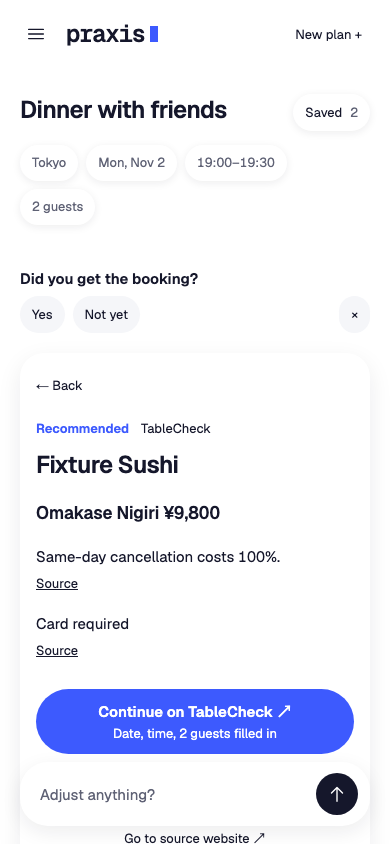 praxis
New plan +
Dinner with friends
Saved 2
Tokyo
Mon, Nov 2
19:00–19:30
2 guests
Did you get the booking?
Yes
Not yet
×
← Back
Recommended TableCheck
Fixture Sushi
Omakase Nigiri ¥9,800
Same-day cancellation costs 100%.
Source
Card required
Source
Continue on TableCheck ↗
Date, time, 2 guests filled in
Adjust anything?
Go to source website ↗